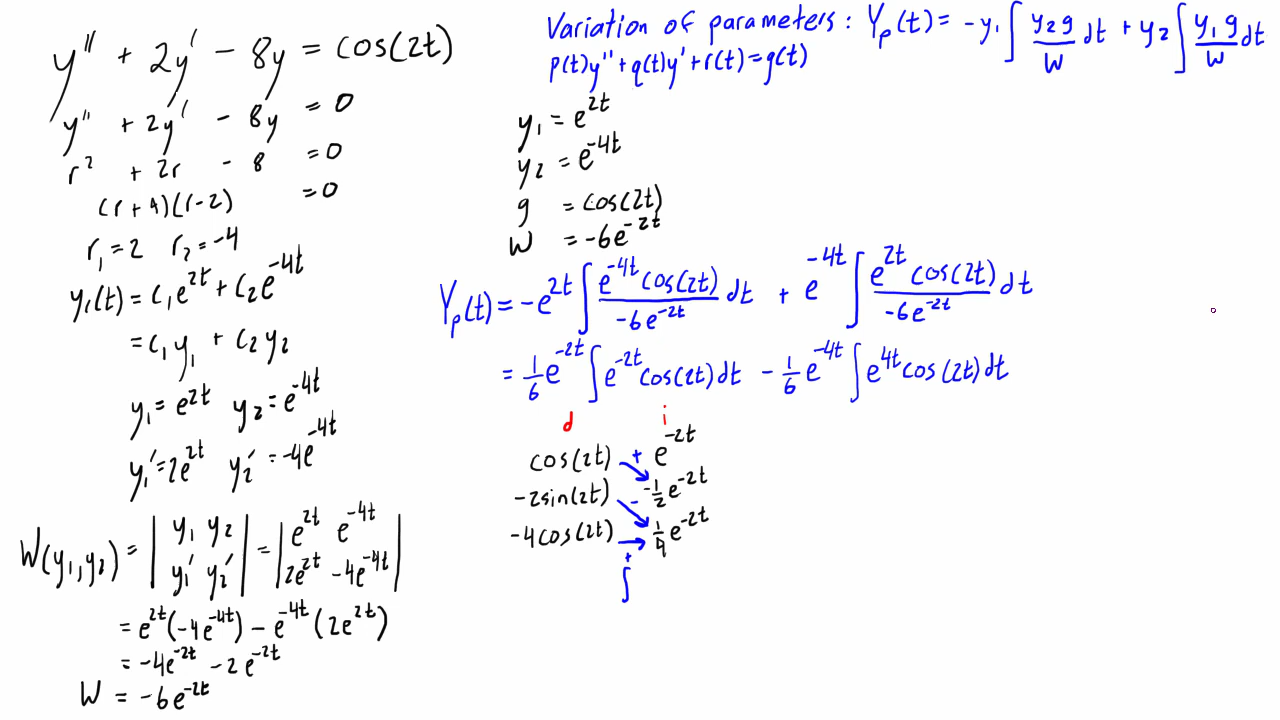 y'' + 2y' - 8y = cos(2t)
y'' + 2y' - 8y = 0
r² + 2r - 8 = 0
(r+4)(r-2) = 0
r₁ = 2 r₂ = -4
y₁(t) = c₁e^{2t} + c₂e^{-4t}
= c₁y₁ + c₂y₂
y₁ = e^{2t} y₂ = e^{-4t}
y₁' = 2e^{2t} y₂' = -4e^{-4t}
W(y₁,y₂) = |y₁ y₂; y₁' y₂'| = |e^{2t} e^{-4t}; 2e^{2t} -4e^{-4t}|
= e^{2t}(-4e^{-4t}) - e^{-4t}(2e^{2t})
= -4e^{-2t} - 2e^{-2t}
W = -6e^{-2t}
Variation of parameters: Yₚ(t) = -y₁∫ y₂g/W dt + y₂∫ y₁g/W dt
p(t)y'' + q(t)y' + r(t) = g(t)
y₁ = e^{2t}
y₂ = e^{-4t}
g = cos(2t)
W = -6e^{-2t}
Yₚ(t) = -e^{2t}∫ e^{-4t}cos(2t)/-6e^{-2t} dt + e^{-4t}∫ e^{2t}cos(2t)/-6e^{-2t} dt
= 1/6 e^{-2t}∫e^{-2t}cos(2t)dt - 1/6 e^{-4t}∫e^{4t}cos(2t)dt
d i
cos(2t) + e^{-2t}
-2sin(2t) - -1/2 e^{-2t}
-4cos(2t) 1/4 e^{-2t}
+
∫